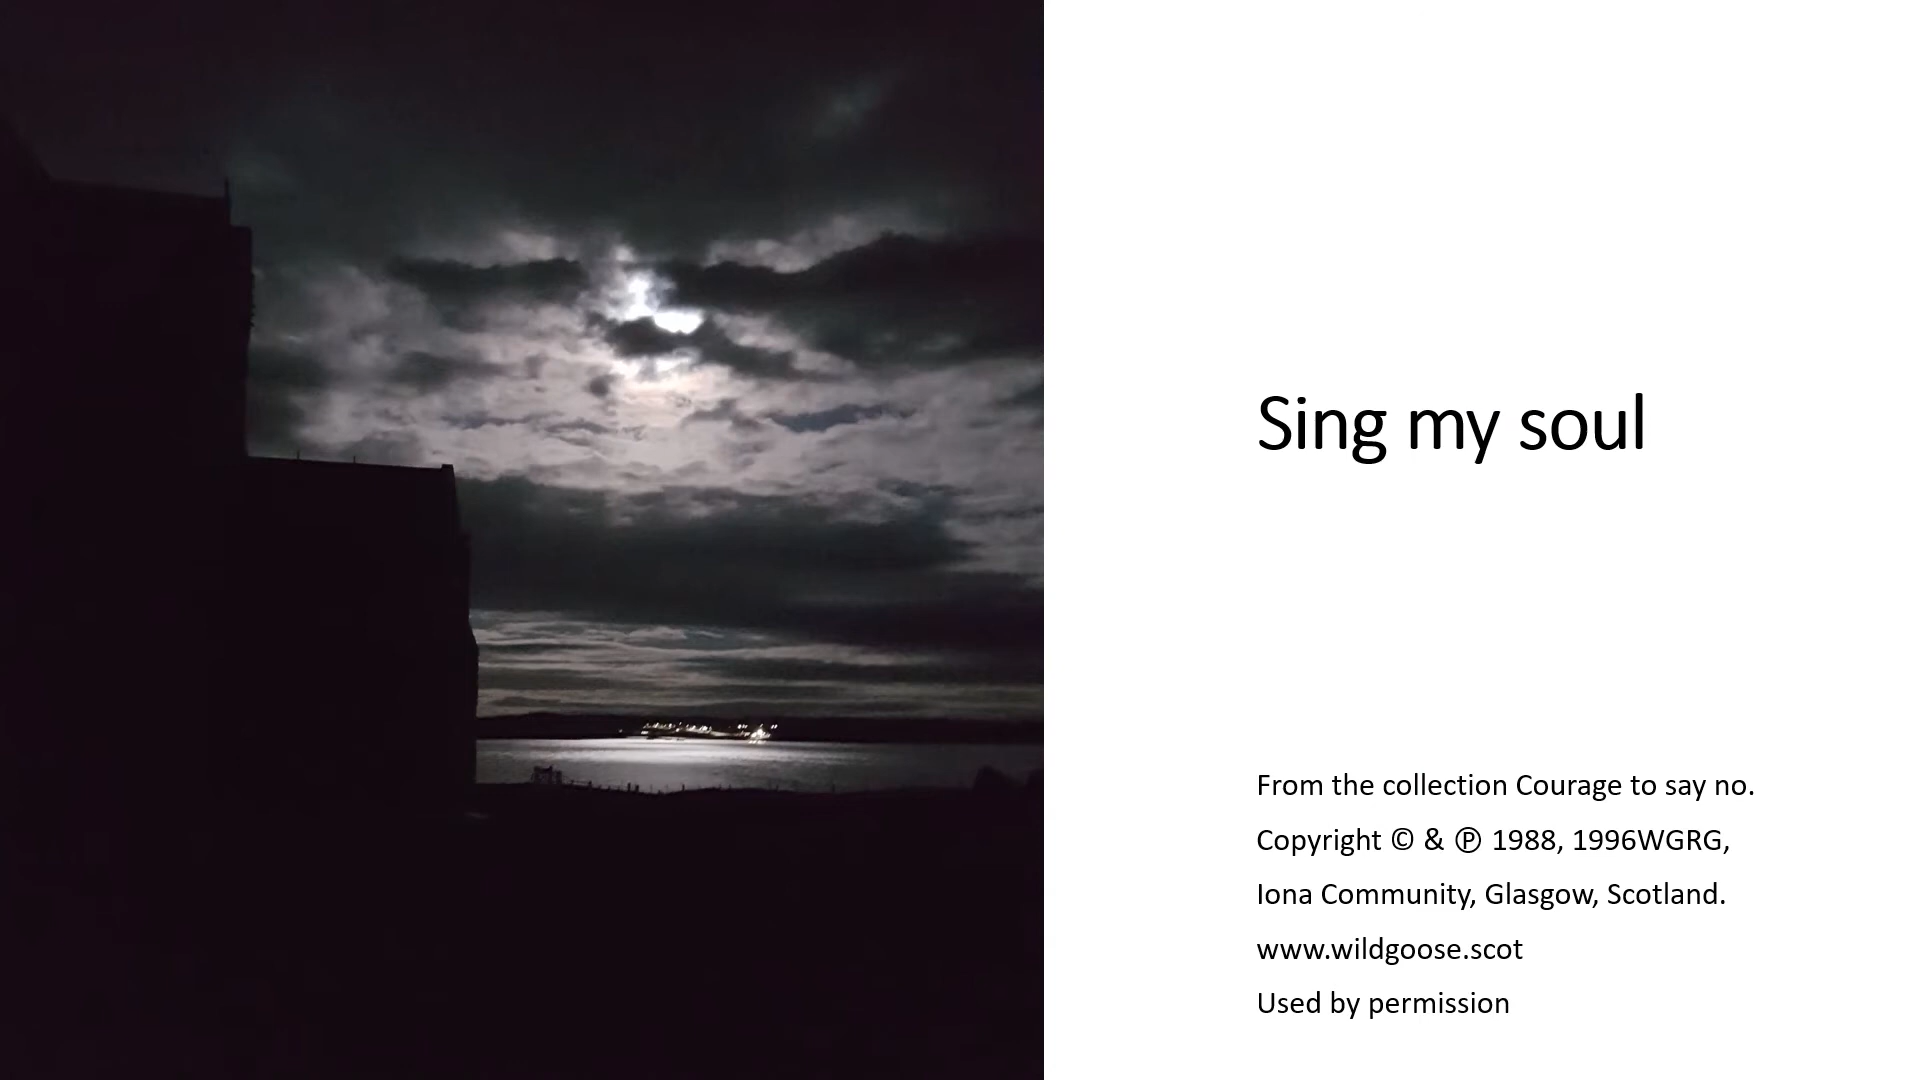 Sing my soul
From the collection Courage to say no.
Copyright © & ℗ 1988, 1996WGRG,
Iona Community, Glasgow, Scotland.
www.wildgoose.scot
Used by permission